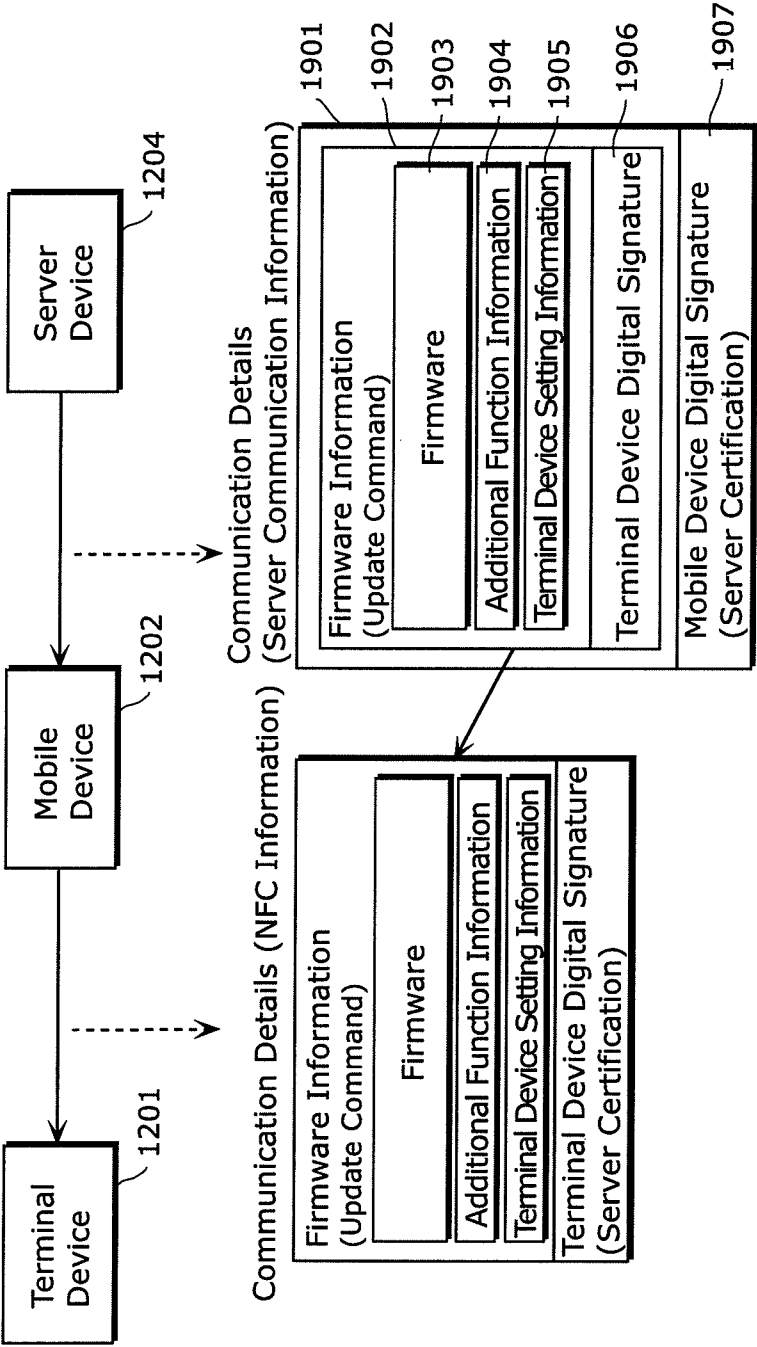 Terminal
Device
1201
Mobile
Device
1202
Server
Device
1204
Communication Details (NFC Information)
Firmware Information
(Update Command)
Firmware
Additional Function Information
Terminal Device Setting Information
Terminal Device Digital Signature
(Server Certification)
Communication Details
(Server Communication Information)
1901
Firmware Information
(Update Command)
1902
Firmware
1903
Additional Function Information
1904
Terminal Device Setting Information
1905
Terminal Device Digital Signature
1906
Mobile Device Digital Signature
(Server Certification)
1907